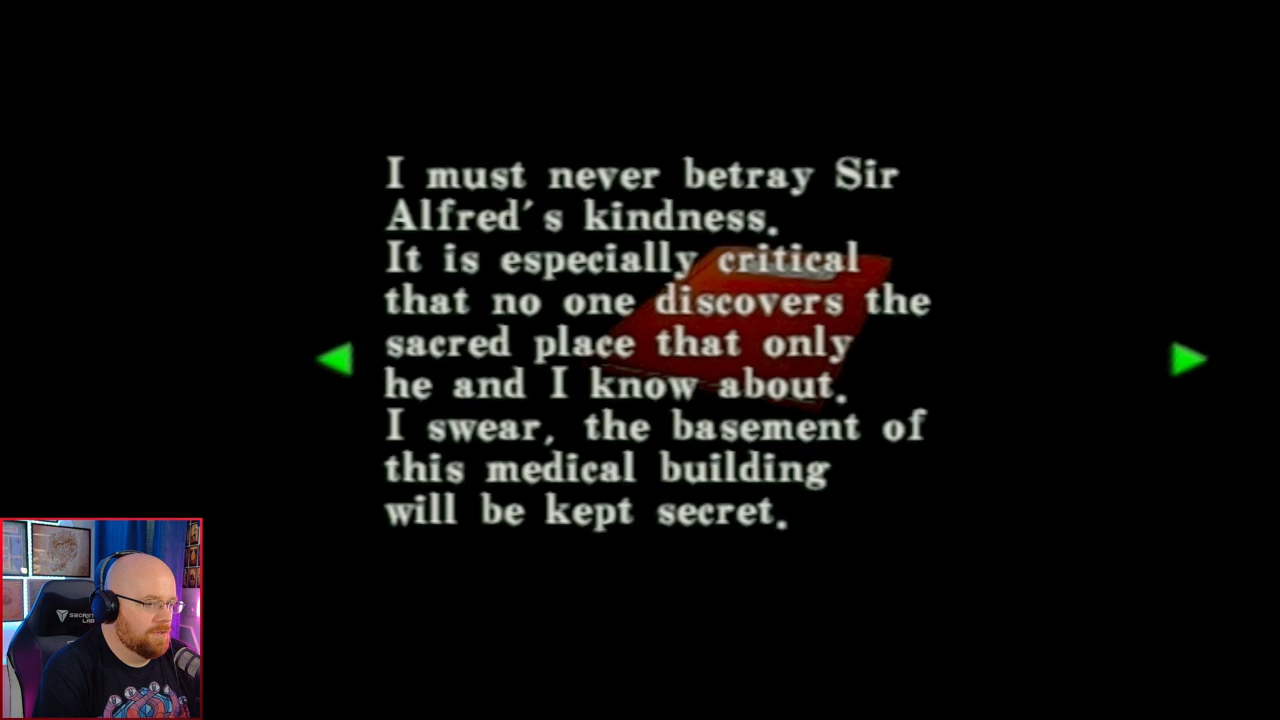 I must never betray Sir
Alfred's kindness.
It is especially critical
that no one discovers the
sacred place that only
he and I know about.
I swear, the basement of
this medical building
will be kept secret.